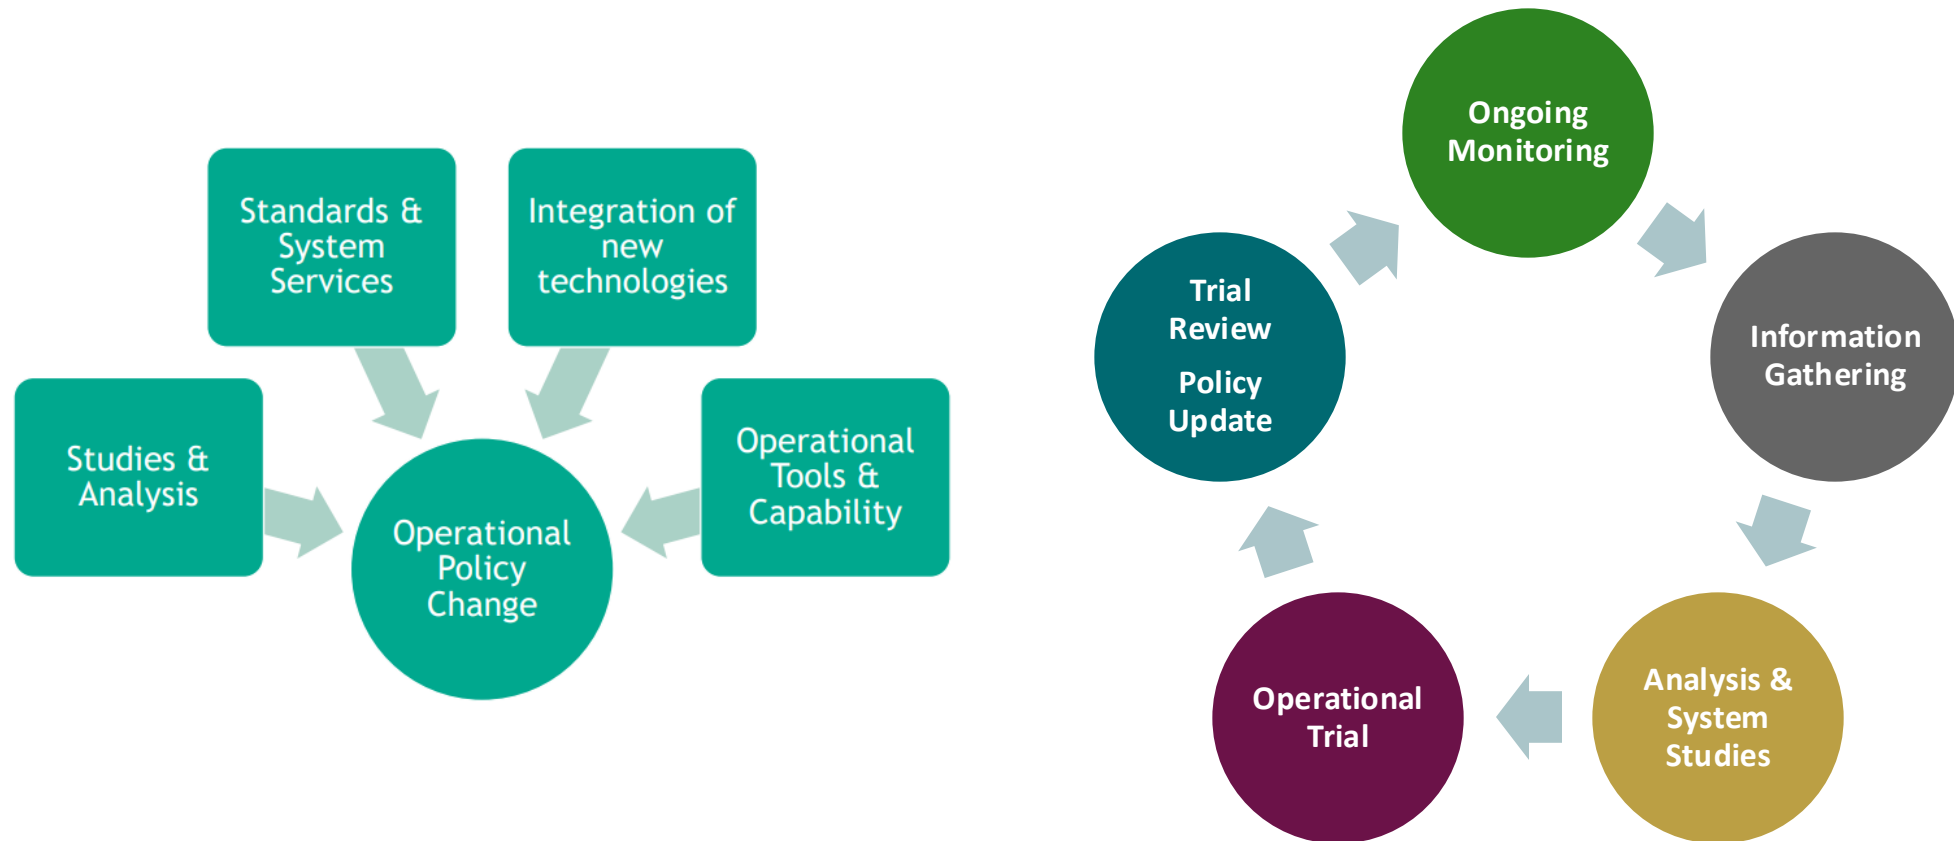 Standards &
System
Services
Integration of
new
technologies
Studies &
Analysis
Operational
Tools &
Capability
Operational
Policy
Change
Ongoing
Monitoring
Information
Gathering
Analysis &
System
Studies
Operational
Trial
Trial
Review
Policy
Update